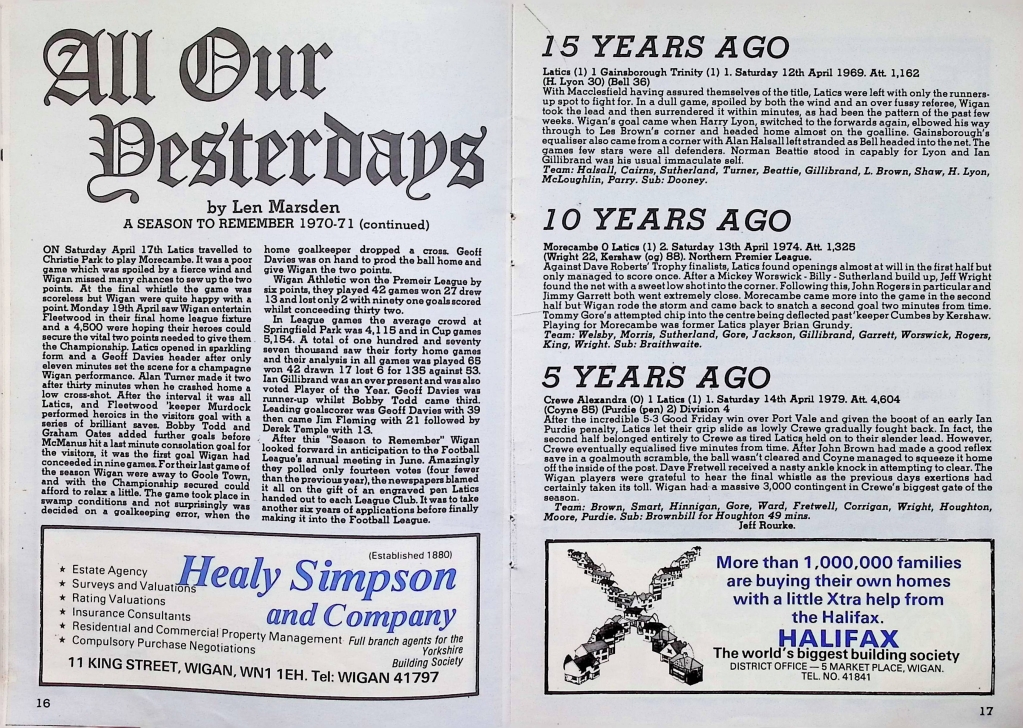 All Our
Yesterdays
by Len Marsden
A SEASON TO REMEMBER 1970-71 (continued)
ON Saturday April 17th Latics travelled to
Christie Park to play Morecambe. It was a poor
game which was spoiled by a fierce wind and
Wigan missed many chances to sew up the two
points. At the final whistle the game was
scoreless but Wigan were quite happy with a
point. Monday 19th April saw Wigan entertain
Fleetwood in their final home league fixture
and a 4,500 were hoping their heroes could
secure the vital two points needed to give them
the Championship. Latics opened in sparkling
form and a Geoff Davies header after only
eleven minutes set the scene for a champagne
Wigan performance. Alan Turner made it two
after thirty minutes when he crashed home a
low cross-shot. After the interval it was all
Latics, and Fleetwood 'keeper Murdock
performed heroics in the visitors goal with a
series of brilliant saves. Bobby Todd and
Graham Oates added further goals before
McManus hit a last minute consolation goal for
the visitors, it was the first goal Wigan had
conceeded in nine games. For their last game of
the season Wigan were away to Goole Town,
and with the Championship secured could
afford to relax a little. The game took place in
swamp conditions and not surprisingly was
decided on a goalkeeping error, when the
home goalkeeper dropped a cross. Geoff
Davies was on hand to prod the ball home and
give Wigan the two points.
Wigan Athletic won the Premeir League by
six points, they played 42 games won 27 drew
13 and lost only 2 with ninety one goals scored
whilst conceeding thirty two.
In League games the average crowd at
Springfield Park was 4,115 and in Cup games
5,154. A total of one hundred and seventy
seven thousand saw their forty home games
and their analysis in all games was played 65
won 42 drawn 17 lost 6 for 135 against 53.
Ian Gillibrand was an ever present and was also
voted Player of the Year. Geoff Davies was
runner-up whilst Bobby Todd came third.
Leading goalscorer was Geoff Davies with 39
then came Jim Fleming with 21 followed by
Derek Temple with 13.
After this "Season to Remember" Wigan
looked forward in anticipation to the Football
League's annual meeting in June. Amazingly
they polled only fourteen votes (four fewer
than the previous year), the newspapers blamed
it all on the gift of an engraved pen Latics
handed out to each League Club. It was to take
another six years of applications before finally
making it into the Football League.
(Established 1880)
★ Estate Agency
★ Surveys and Valuations
★ Rating Valuations
★ Insurance Consultants
★ Residential and Commercial Property Management
★ Compulsory Purchase Negotiations
Healy Simpson
and Company
Full branch agents for the
Yorkshire
Building Society
11 KING STREET, WIGAN, WN1 1EH. Tel: WIGAN 41797
16
15 YEARS AGO
Latics (1) 1 Gainsborough Trinity (1) 1. Saturday 12th April 1969. Att. 1,162
(H. Lyon 30) (Bell 36)
With Macclesfield having assured themselves of the title, Latics were left with only the runners-
up spot to fight for. In a dull game, spoiled by both the wind and an over fussy referee, Wigan
took the lead and then surrendered it within minutes, as had been the pattern of the past few
weeks. Wigan's goal came when Harry Lyon, switched to the forwards again, elbowed his way
through to Les Brown's corner and headed home almost on the goalline. Gainsborough's
equaliser also came from a corner with Alan Halsall left stranded as Bell headed into the net. The
games few stars were all defenders. Norman Beattie stood in capably for Lyon and Ian
Gillibrand was his usual immaculate self.
Team: Halsall, Cairns, Sutherland, Turner, Beattie, Gillibrand, L. Brown, Shaw, H. Lyon,
McLoughlin, Parry. Sub: Dooney.
10 YEARS AGO
Morecambe 0 Latics (1) 2. Saturday 13th April 1974. Att. 1,325
(Wright 22, Kershaw (og) 88). Northern Premier League.
Against Dave Roberts' Trophy finalists, Latics found openings almost at will in the first half but
only managed to score once. After a Mickey Worswick - Billy - Sutherland build up, Jeff Wright
found the net with a sweet low shot into the corner. Following this, John Rogers in particular and
Jimmy Garrett both went extremely close. Morecambe came more into the game in the second
half but Wigan rode the storm and came back to snatch a second goal two minutes from time.
Tommy Gore's attempted chip into the centre being deflected past 'keeper Cumbes by Kershaw.
Playing for Morecambe was former Latics player Brian Grundy.
Team: Welsby, Morris, Sutherland, Gore, Jackson, Gillibrand, Garrett, Worswick, Rogers,
King, Wright. Sub: Braithwaite.
5 YEARS AGO
Crewe Alexandra (0) 1 Latics (1) 1. Saturday 14th April 1979. Att. 4,604
(Coyne 85) (Purdie (pen) 2) Division 4
After the incredible 5-3 Good Friday win over Port Vale and given the boost of an early Ian
Purdie penalty, Latics let their grip slide as lowly Crewe gradually fought back. In fact, the
second half belonged entirely to Crewe as tired Latics held on to their slender lead. However,
Crewe eventually equalised five minutes from time. After John Brown had made a good reflex
save in a goalmouth scramble, the ball wasn't cleared and Coyne managed to squeeze it home
off the inside of the post. Dave Fretwell received a nasty ankle knock in attempting to clear. The
Wigan players were grateful to hear the final whistle as the previous days exertions had
certainly taken its toll. Wigan had a massive 3,000 contingent in Crewe's biggest gate of the
season.
Team: Brown, Smart, Hinnigan, Gore, Ward, Fretwell, Corrigan, Wright, Houghton,
Moore, Purdie. Sub: Brownbill for Houghton 49 mins.
Jeff Rourke.
More than 1,000,000 families
are buying their own homes
with a little Xtra help from
the Halifax.
HALIFAX
The world's biggest building society
DISTRICT OFFICE — 5 MARKET PLACE, WIGAN.
TEL. NO. 41841
17